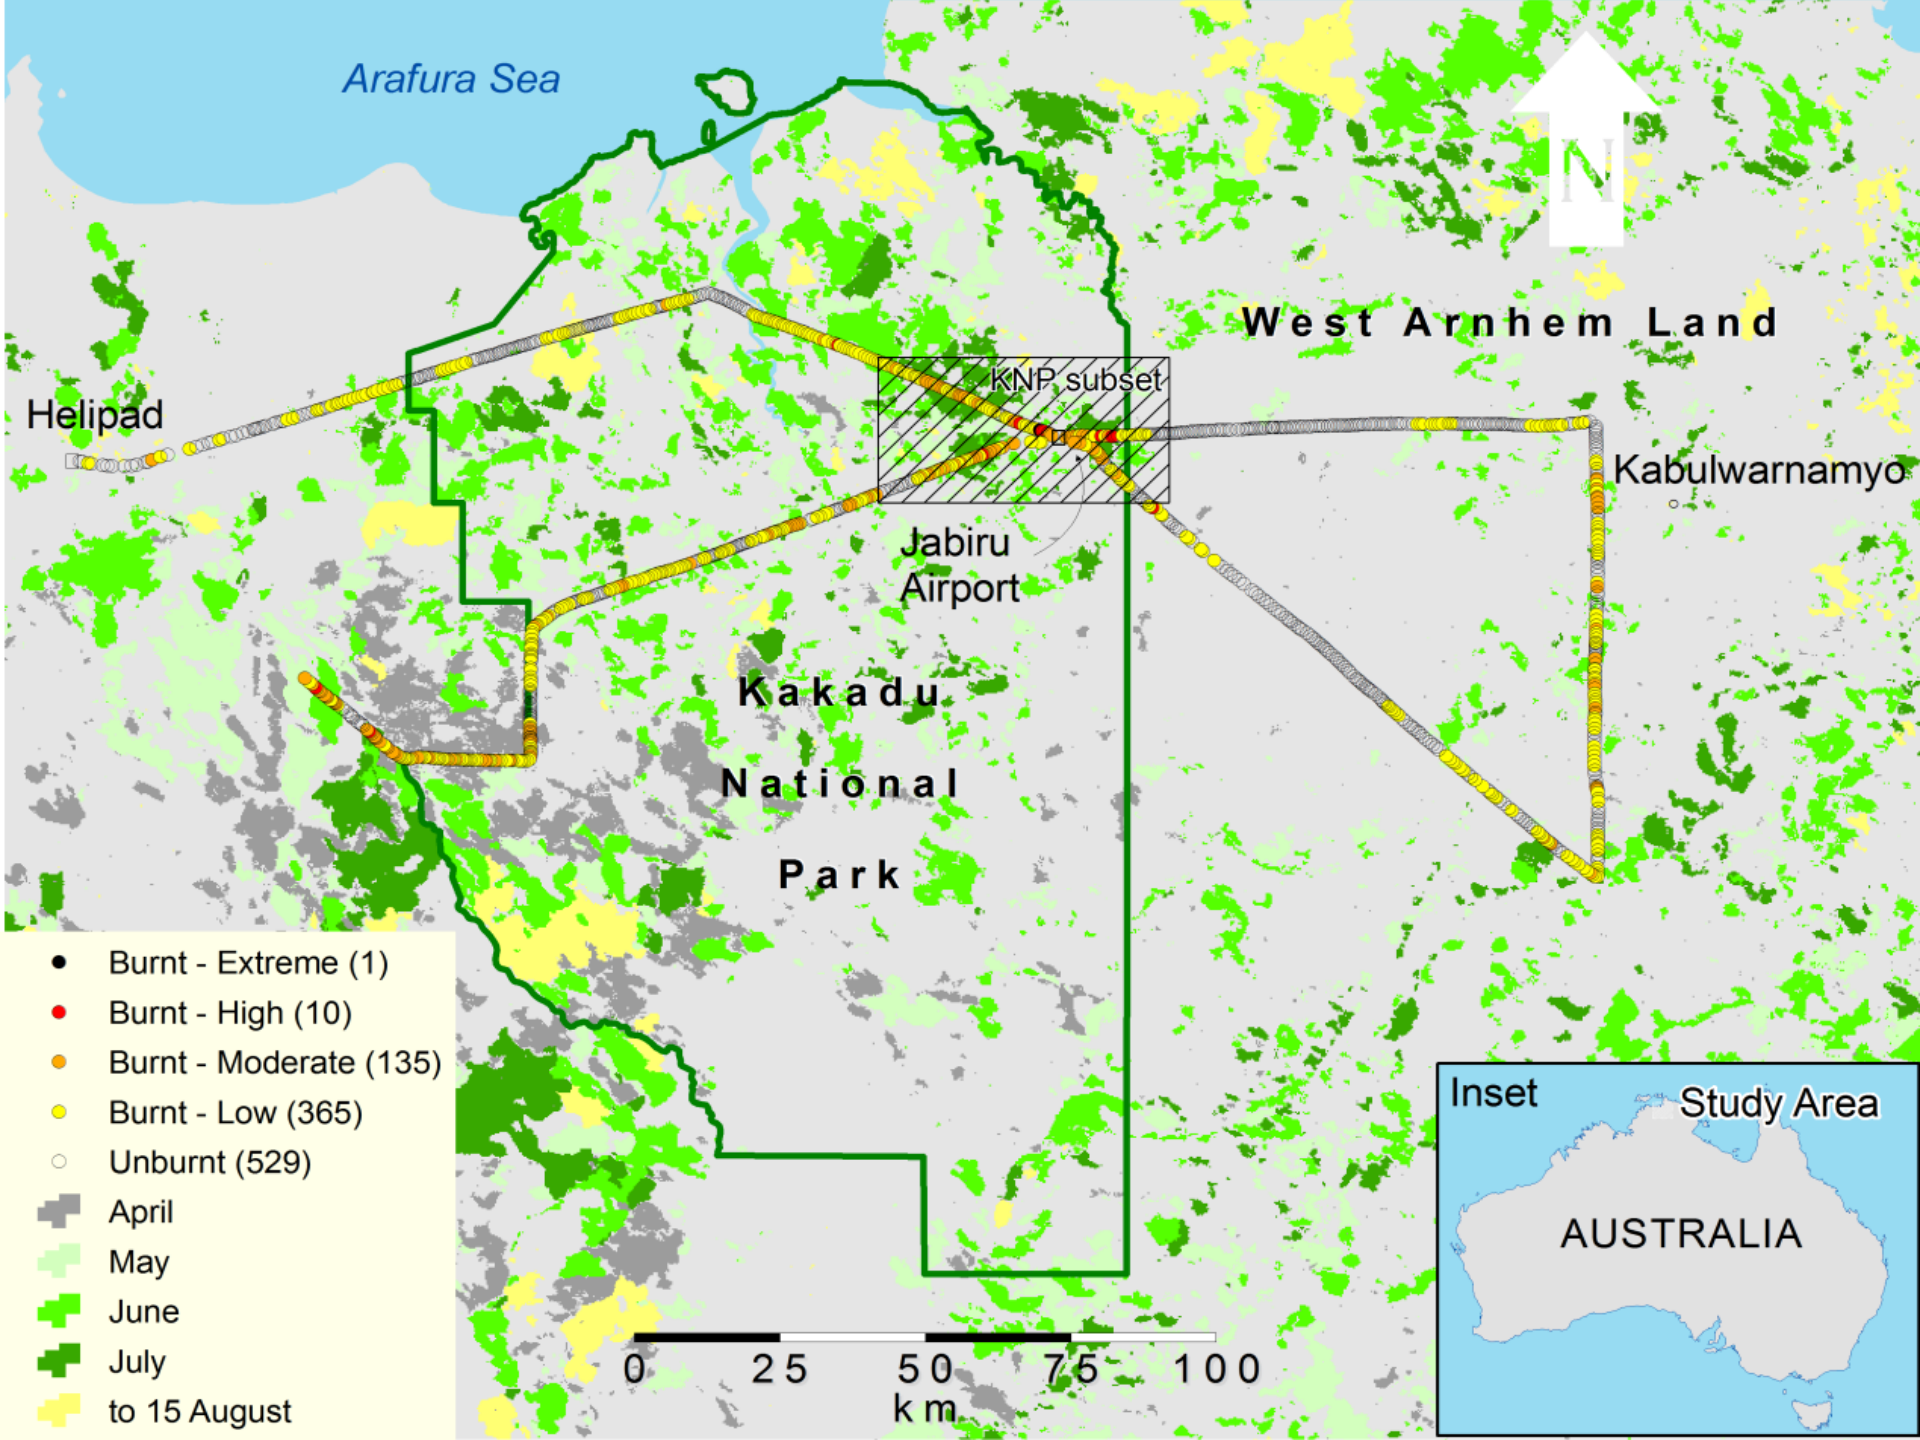 Arafura Sea
N
West Arnhem Land
KNP subset
Helipad
Kabulwarnamyo
Jabiru
Airport
Kakadu
National
Park
Burnt - Extreme (1)
Burnt - High (10)
Burnt - Moderate (135)
Burnt - Low (365)
Unburnt (529)
April
May
June
July
to 15 August
0 25 50 75 100
km
Inset
Study Area
AUSTRALIA